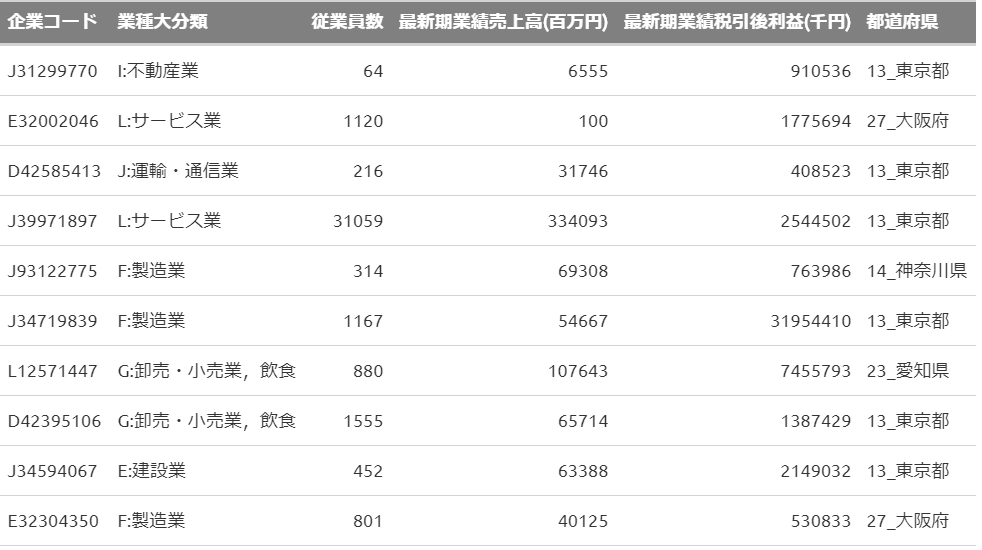 企業コード 業種大分類 従業員数 最新期業績売上高(百万円) 最新期業績税引後利益(千円) 都道府県
J31299770 I:不動産業 64 6555 910536 13_東京都
E32002046 L:サービス業 1120 100 1775694 27_大阪府
D42585413 J:運輸・通信業 216 31746 408523 13_東京都
J39971897 L:サービス業 31059 334093 2544502 13_東京都
J93122775 F:製造業 314 69308 763986 14_神奈川県
J34719839 F:製造業 1167 54667 31954410 13_東京都
L12571447 G:卸売・小売業，飲食 880 107643 7455793 23_愛知県
D42395106 G:卸売・小売業，飲食 1555 65714 1387429 13_東京都
J34594067 E:建設業 452 63388 2149032 13_東京都
E32304350 F:製造業 801 40125 530833 27_大阪府